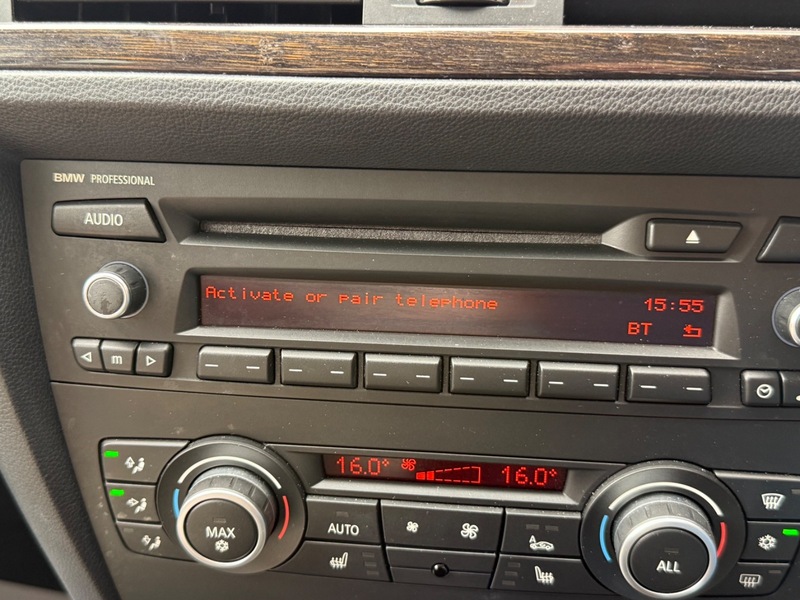 BMW PROFESSIONAL
AUDIO
Activate or pair telephone 15:55
BT
m
16.0° 16.0°
MAX
AUTO
ALL